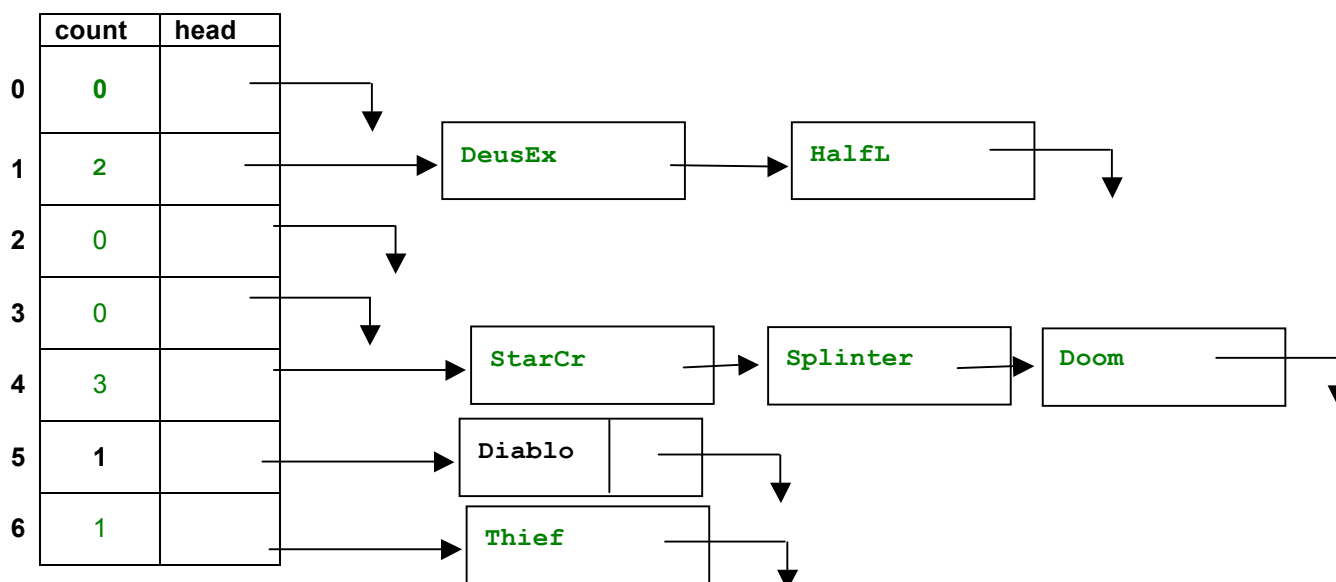 count head
0 0
1 2 DeusEx HalfL
2 0
3 0
4 3 StarCr Splinter Doom
5 1 Diablo
6 1 Thief